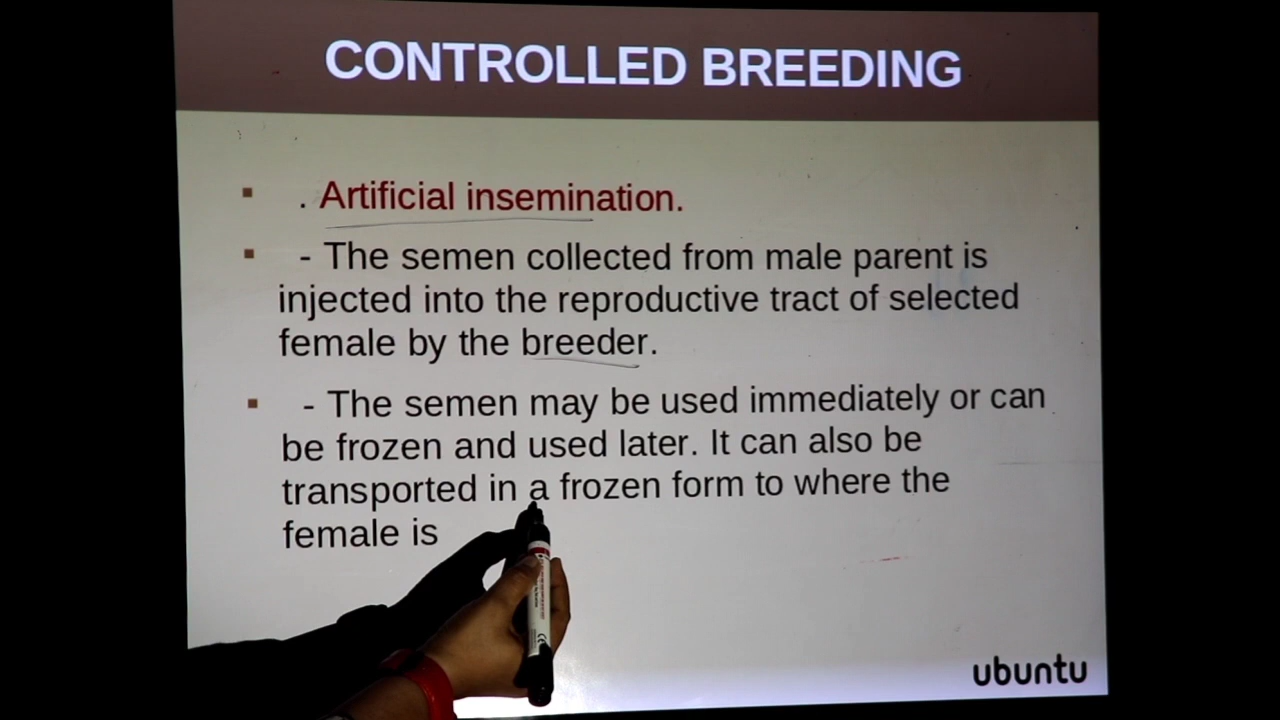 CONTROLLED BREEDING
. Artificial insemination.
- The semen collected from male parent is
injected into the reproductive tract of selected
female by the breeder.
- The semen may be used immediately or can
be frozen and used later. It can also be
transported in a frozen form to where the
female is
ubuntu